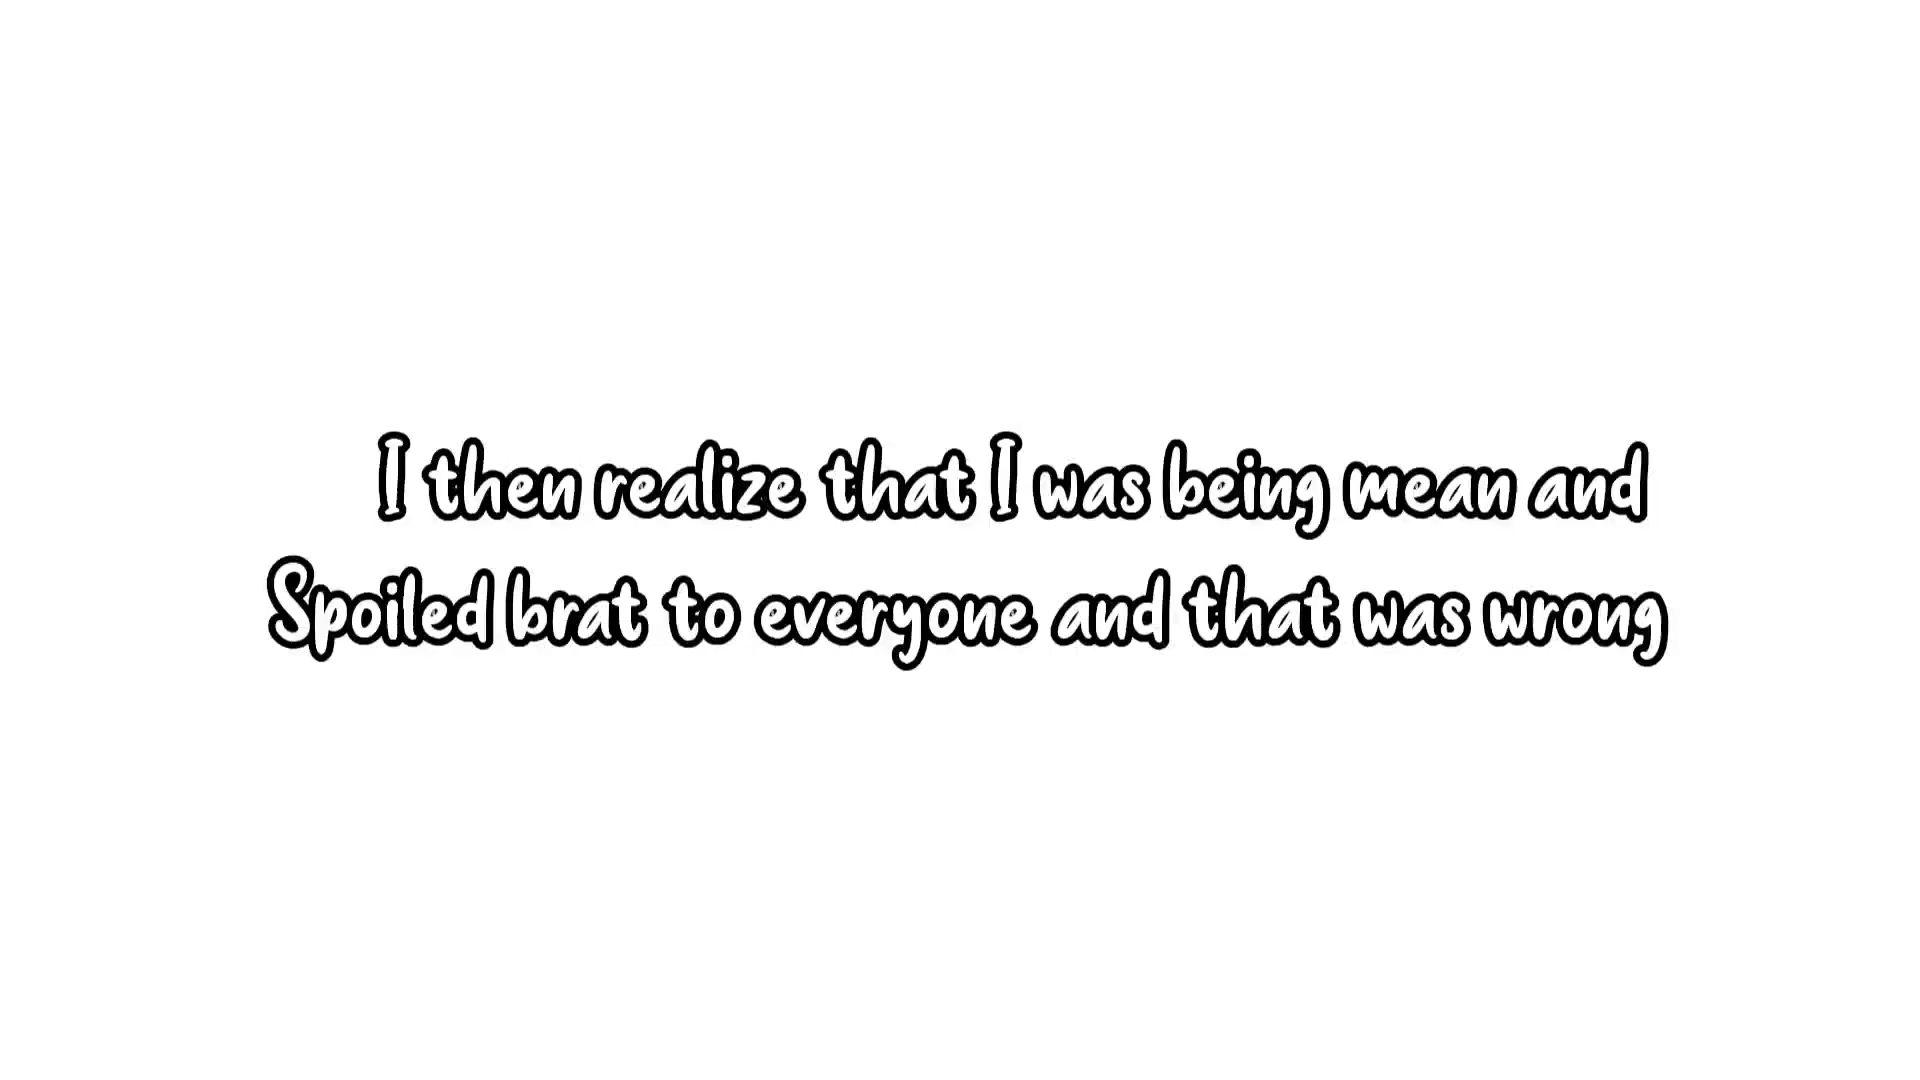 I then realize that I was being mean and
Spoiled brat to everyone and that was wrong